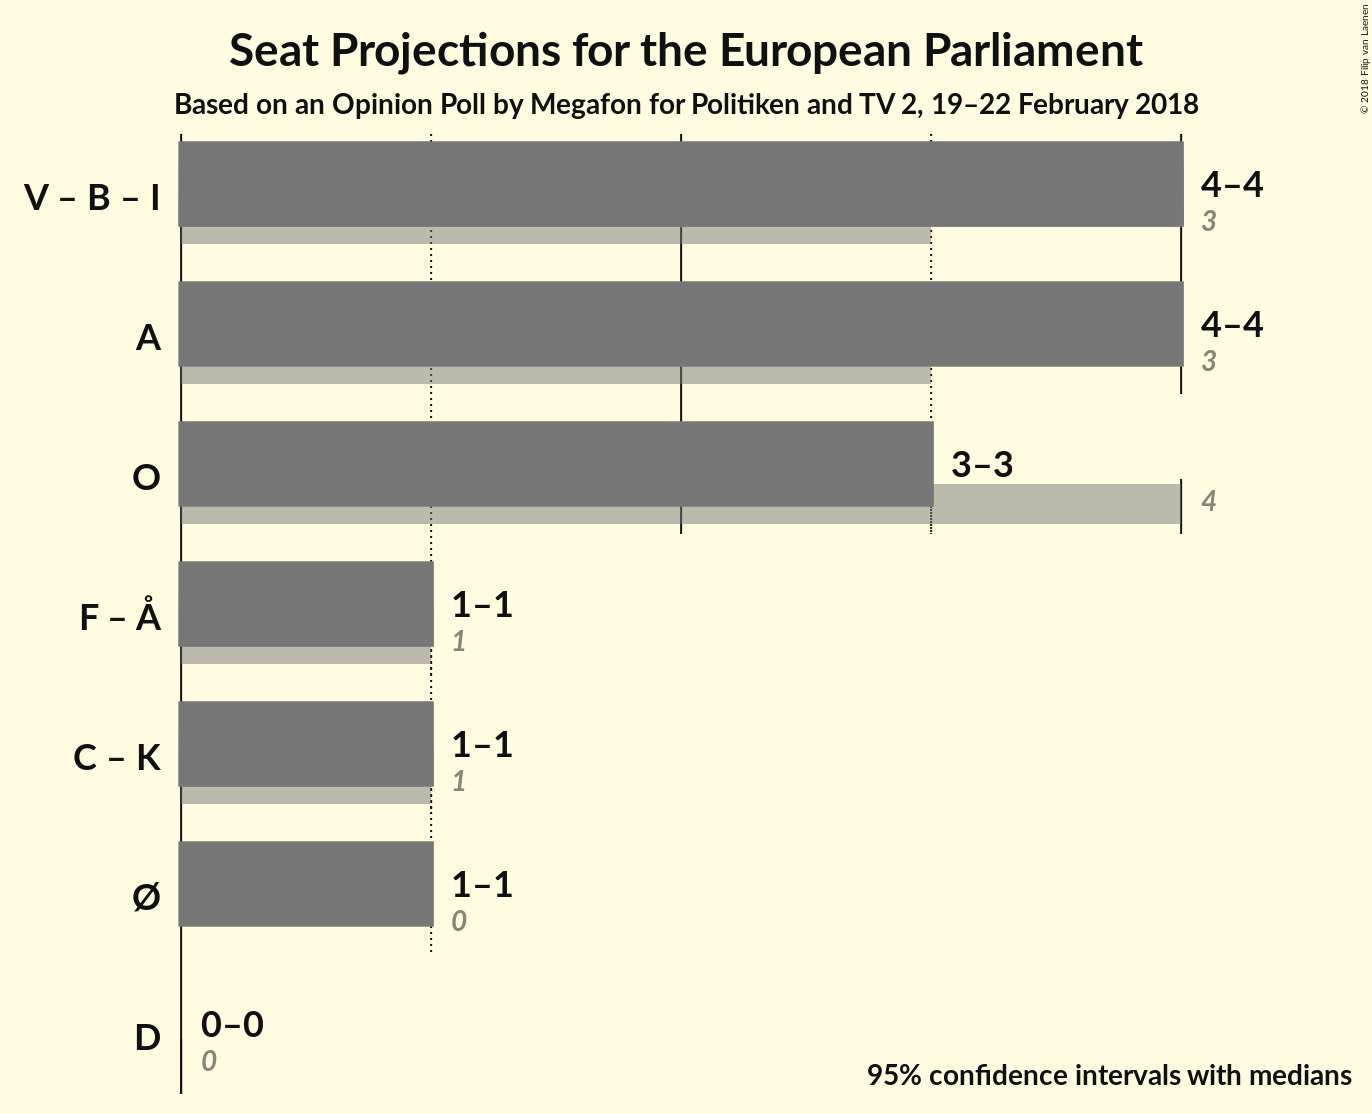 Seat Projections for the European Parliament
Based on an Opinion Poll by Megafon for Politiken and TV 2, 19–22 February 2018
© 2018 Filip van Laenen
V – B – I
4–4
3
A
4–4
3
O
3–3
4
F – Å
1–1
1
C – K
1–1
1
Ø
1–1
0
D
0–0
0
95% confidence intervals with medians